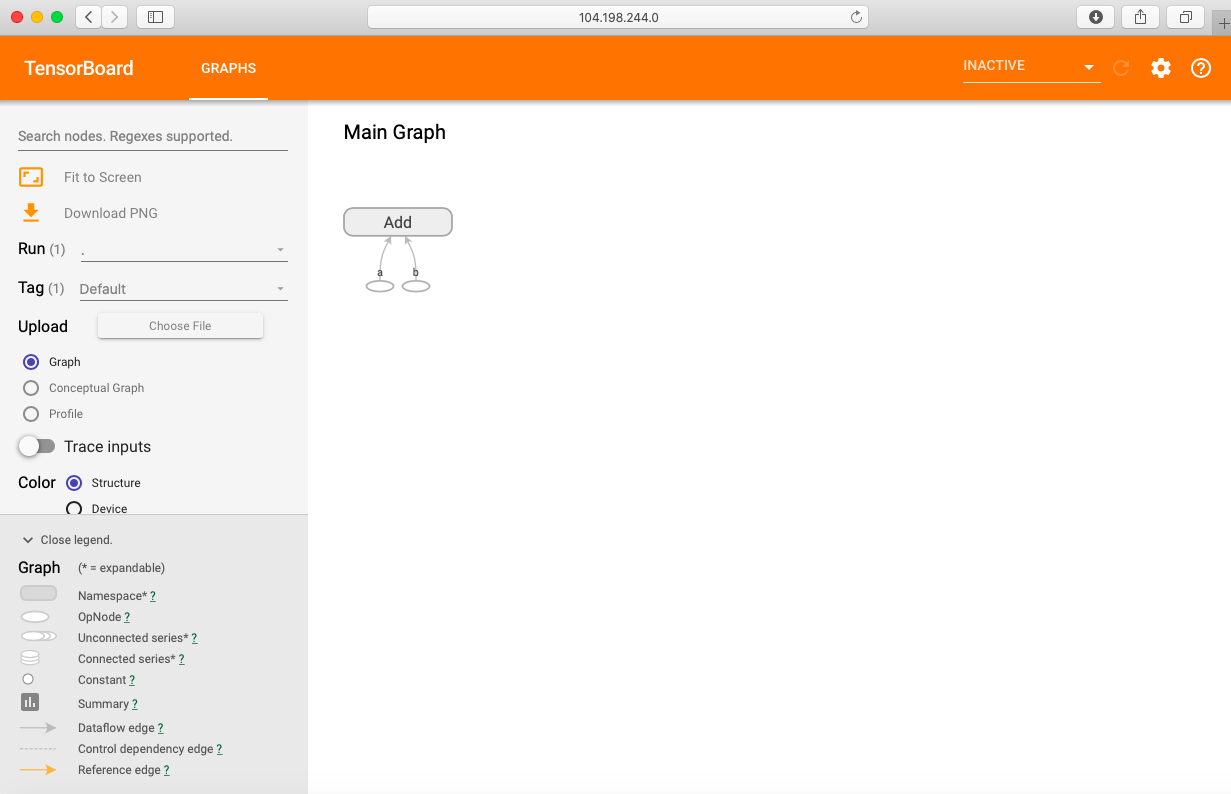 104.198.244.0
TensorBoard
GRAPHS
INACTIVE
Search nodes. Regexes supported.
Fit to Screen
Download PNG
Run (1) .
Tag (1) Default
Upload Choose File
Graph
Conceptual Graph
Profile
Trace inputs
Color Structure
Device
Close legend.
Graph (* = expandable)
Namespace* ?
OpNode ?
Unconnected series* ?
Connected series* ?
Constant ?
Summary ?
Dataflow edge ?
Control dependency edge ?
Reference edge ?
Main Graph
Add
a b